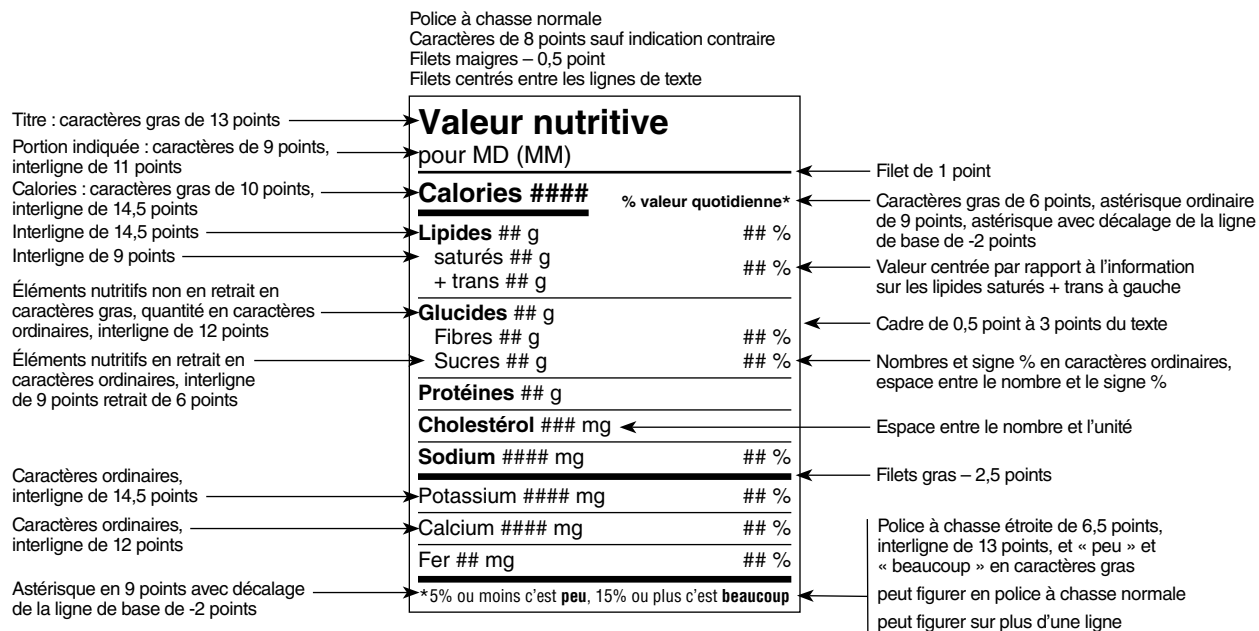 Police à chasse normale
Caractères de 8 points sauf indication contraire
Filets maigres – 0,5 point
Filets centrés entre les lignes de texte
Titre : caractères gras de 13 points
Portion indiquée : caractères de 9 points,
interligne de 11 points
Calories : caractères gras de 10 points,
interligne de 14,5 points
Interligne de 14,5 points
Interligne de 9 points
Éléments nutritifs non en retrait en
caractères gras, quantité en caractères
ordinaires, interligne de 12 points
Éléments nutritifs en retrait en
caractères ordinaires, interligne
de 9 points retrait de 6 points
Caractères ordinaires,
interligne de 14,5 points
Caractères ordinaires,
interligne de 12 points
Astérisque en 9 points avec décalage
de la ligne de base de -2 points
Valeur nutritive
pour MD (MM)
Calories ####
% valeur quotidienne*
Lipides ## g ## %
saturés ## g
+ trans ## g
## %
Glucides ## g
Fibres ## g ## %
Sucres ## g ## %
Protéines ## g
Cholestérol ### mg
Sodium #### mg ## %
Potassium #### mg ## %
Calcium #### mg ## %
Fer ## mg ## %
*5% ou moins c’est peu, 15% ou plus c’est beaucoup
Filet de 1 point
Caractères gras de 6 points, astérisque ordinaire
de 9 points, astérisque avec décalage de la ligne
de base de -2 points
Valeur centrée par rapport à l’information
sur les lipides saturés + trans à gauche
Cadre de 0,5 point à 3 points du texte
Nombres et signe % en caractères ordinaires,
espace entre le nombre et le signe %
Espace entre le nombre et l’unité
Filets gras – 2,5 points
Police à chasse étroite de 6,5 points,
interligne de 13 points, et « peu » et
« beaucoup » en caractères gras
peut figurer en police à chasse normale
peut figurer sur plus d’une ligne